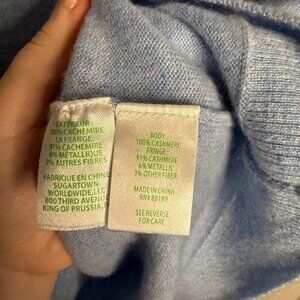 EXTÉRIEUR
100% CACHEMIRE
LA FRANGE:
91% CACHEMIRE
6% MÉTALLIQUE
3% AUTRES FIBRES
FABRIQUE EN CHINE
SUGARTOWN
WORLDWIDE, LLC
800 THIRD AVENUE
KING OF PRUSSIA,
BODY
100% CASHMERE
FRINGE
91% CASHMERE
6% METALLIC
3% OTHER FIBER
MADE IN CHINA
RN# 88189
SEE REVERSE
FOR CARE